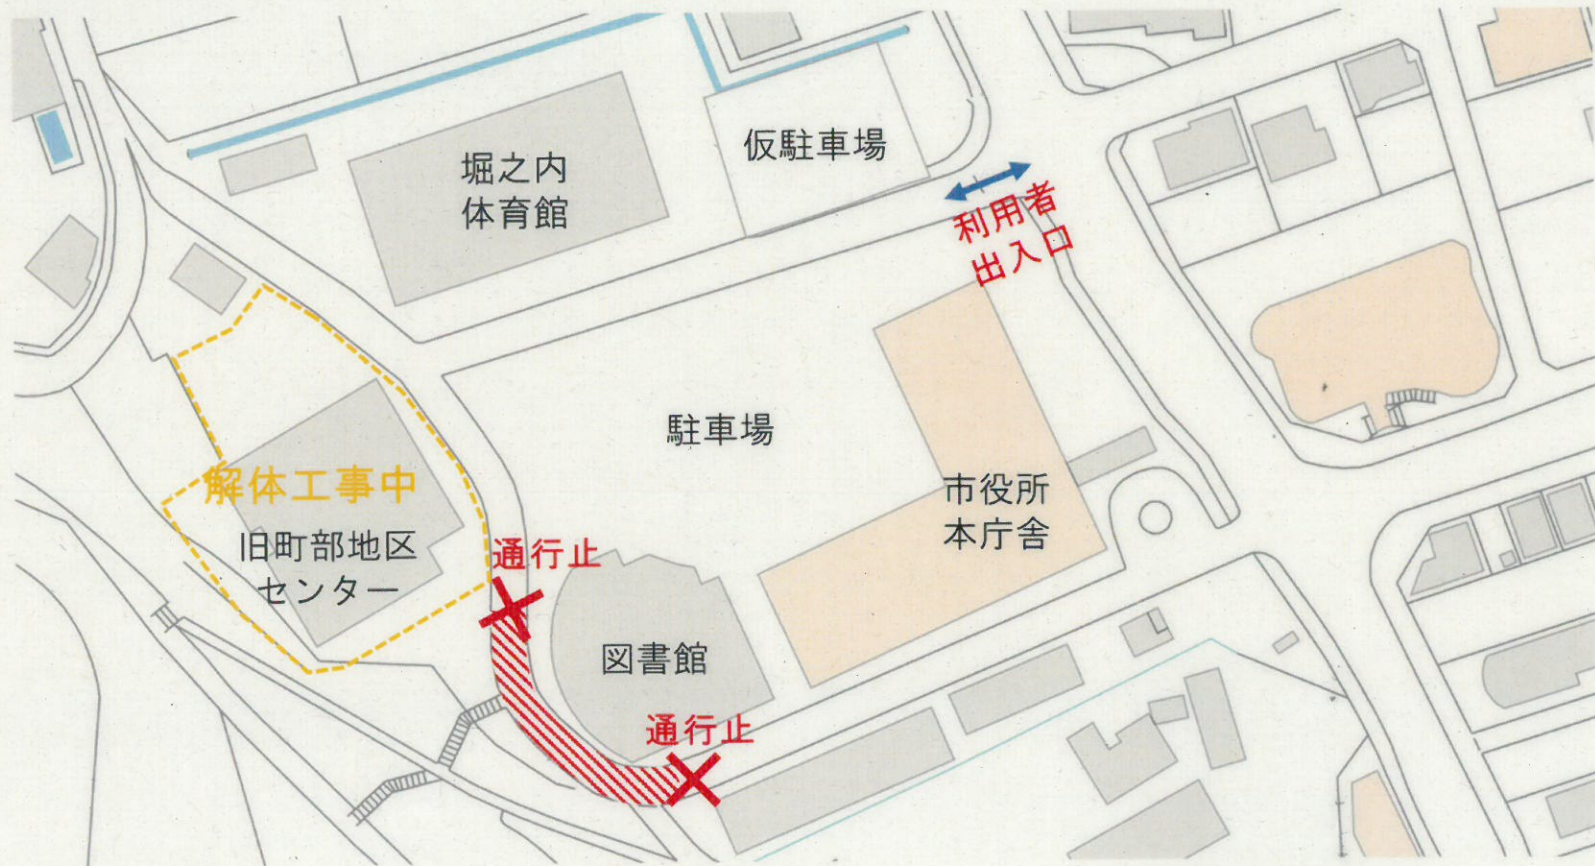 仮駐車場
堀之内
体育館
利用者
出入口
駐車場
解体工事中
市役所
本庁舎
旧町部地区
センター
通行止
図書館
通行止